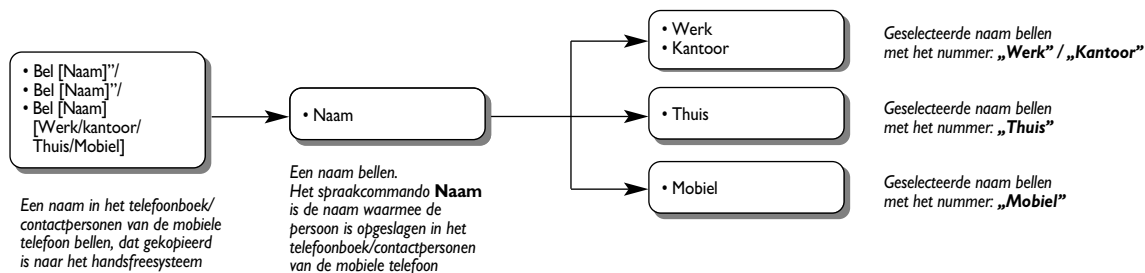 • Bel [Naam]”/
• Bel [Naam]”/
• Bel [Naam]
[Werk/kantoor/
Thuis/Mobiel]
Een naam in het telefoonboek/
contactpersonen van de mobiele
telefoon bellen, dat gekopieerd
is naar het handsfreesysteem
• Naam
Een naam bellen.
Het spraakcommando Naam
is de naam waarmee de
persoon is opgeslagen in het
telefoonboek/contactpersonen
van de mobiele telefoon
• Werk
• Kantoor
Geselecteerde naam bellen
met het nummer: „Werk” / „Kantoor”
• Thuis
Geselecteerde naam bellen
met het nummer: „Thuis”
• Mobiel
Geselecteerde naam bellen
met het nummer: „Mobiel”